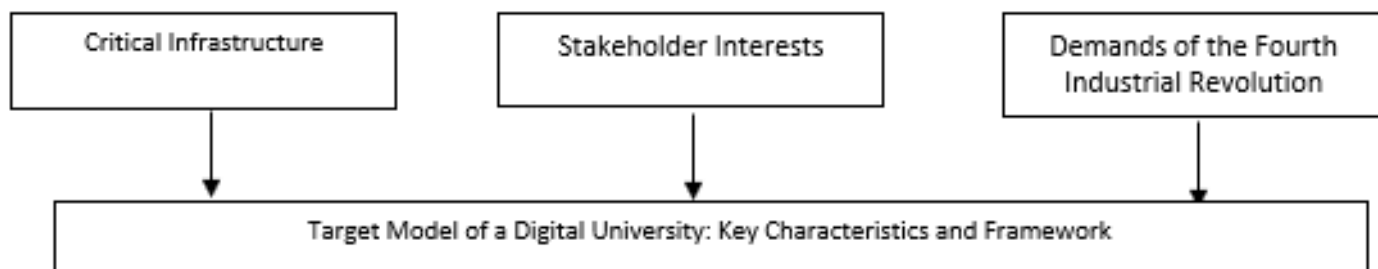 Critical Infrastructure
Stakeholder Interests
Demands of the Fourth
Industrial Revolution
Target Model of a Digital University: Key Characteristics and Framework